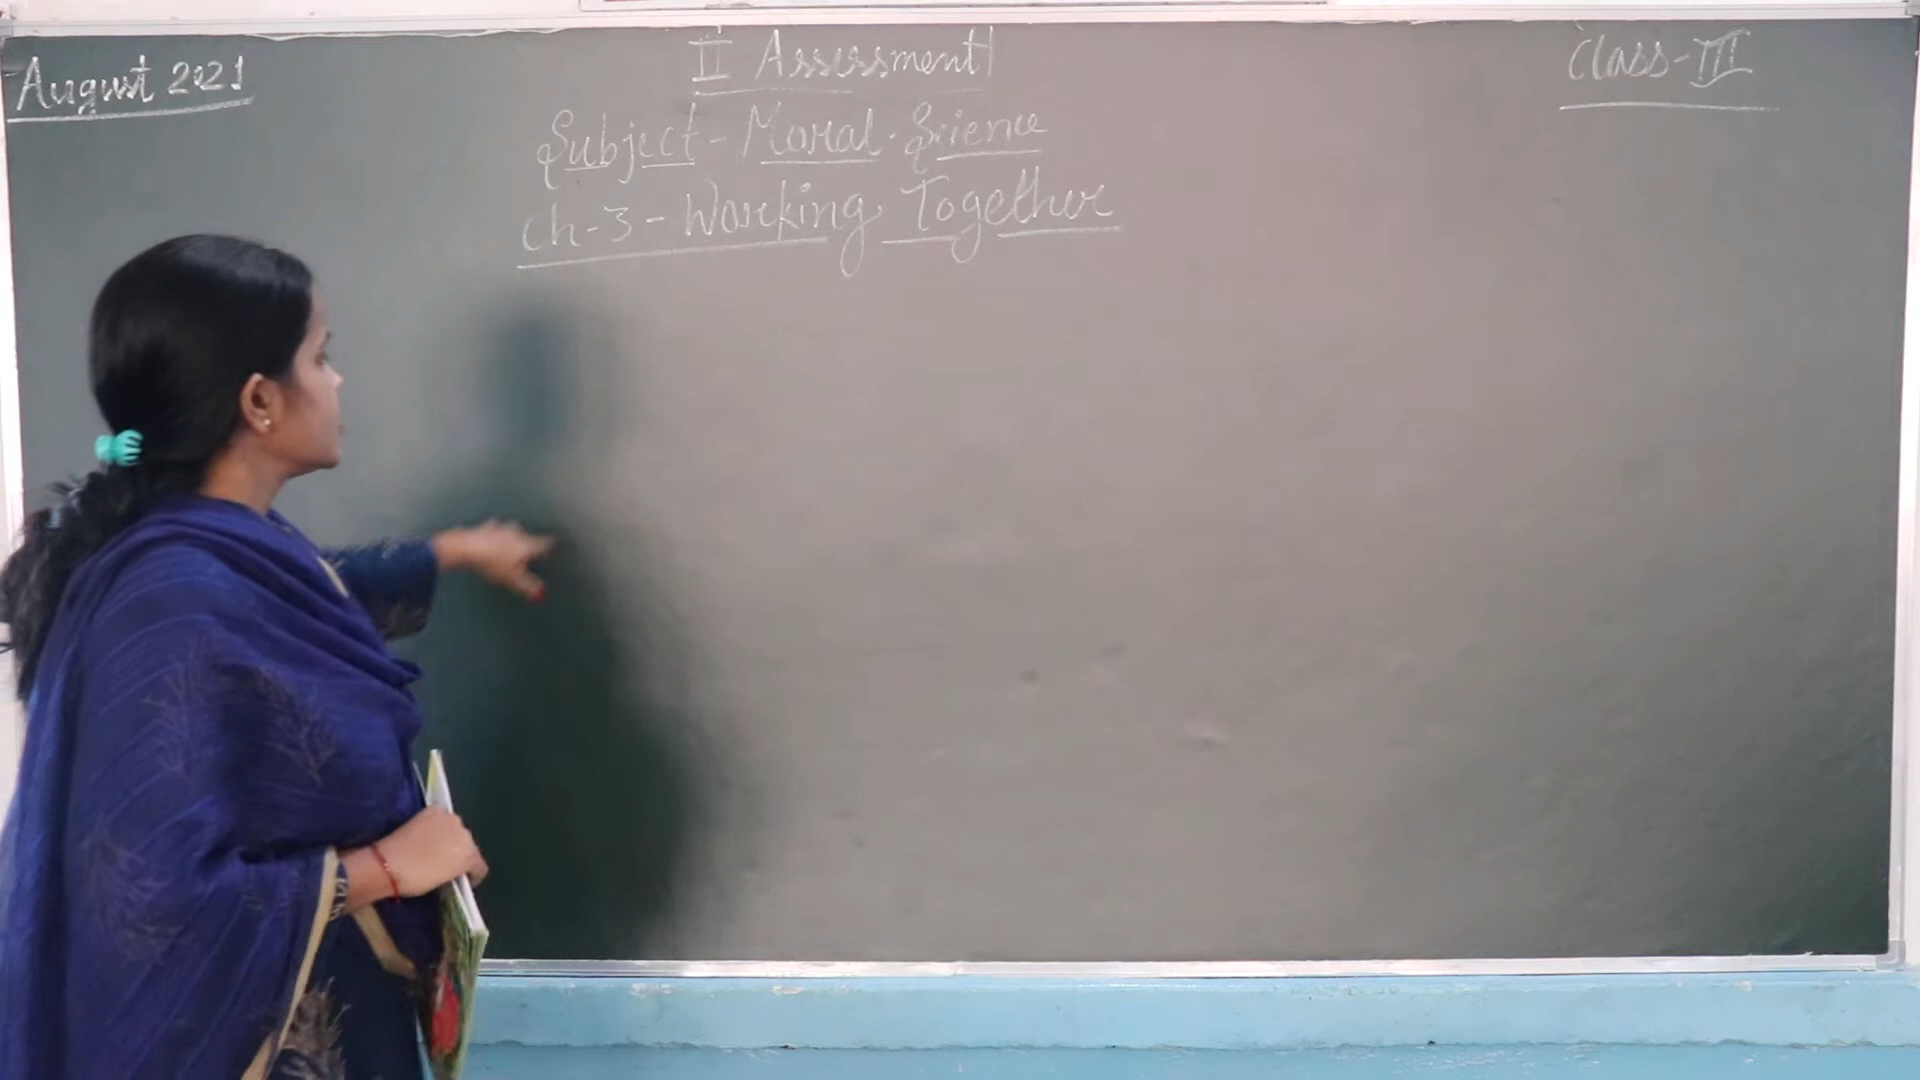 August 2021
II Assessment
Class-III
Subject - Moral Science
Ch-3 - Working Together